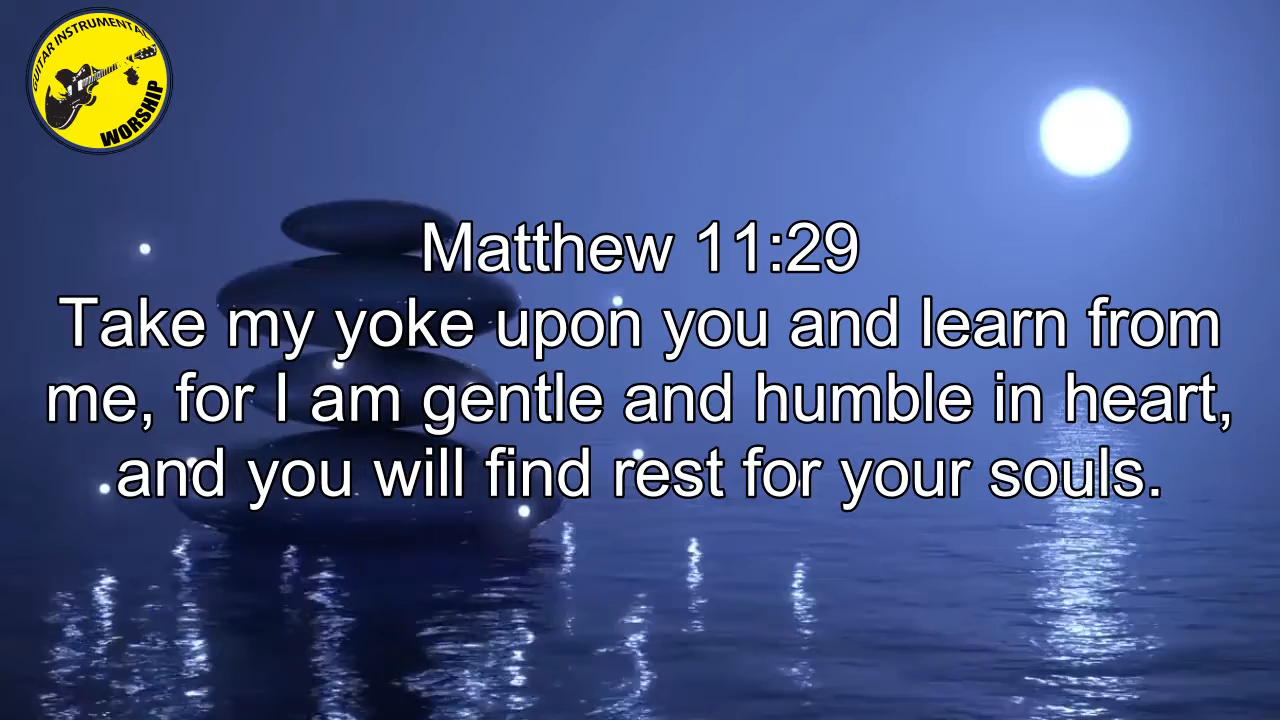 GUITAR INSTRUMENTAL
WORSHIP
Matthew 11:29
Take my yoke upon you and learn from
me, for I am gentle and humble in heart,
and you will find rest for your souls.